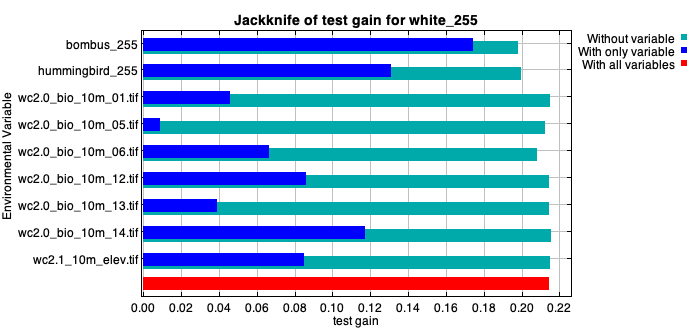 Jackknife of test gain for white_255
Without variable
With only variable
With all variables
Environmental Variable
bombus_255
hummingbird_255
wc2.0_bio_10m_01.tif
wc2.0_bio_10m_05.tif
wc2.0_bio_10m_06.tif
wc2.0_bio_10m_12.tif
wc2.0_bio_10m_13.tif
wc2.0_bio_10m_14.tif
wc2.1_10m_elev.tif
0.00 0.02 0.04 0.06 0.08 0.10 0.12 0.14 0.16 0.18 0.20 0.22
test gain